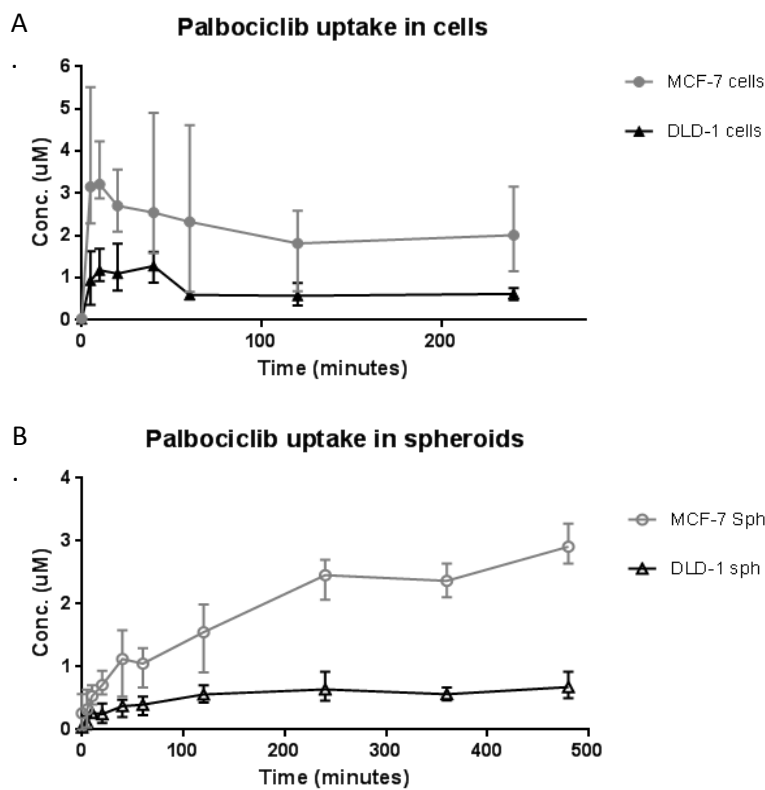 A
.
Palbociclib uptake in cells
6
5
4
3
2
1
0
Conc. (uM)
0 100 200
Time (minutes)
MCF-7 cells
DLD-1 cells
B
.
Palbociclib uptake in spheroids
4
3
2
1
0
Conc. (uM)
0 100 200 300 400 500
Time (minutes)
MCF-7 Sph
DLD-1 sph